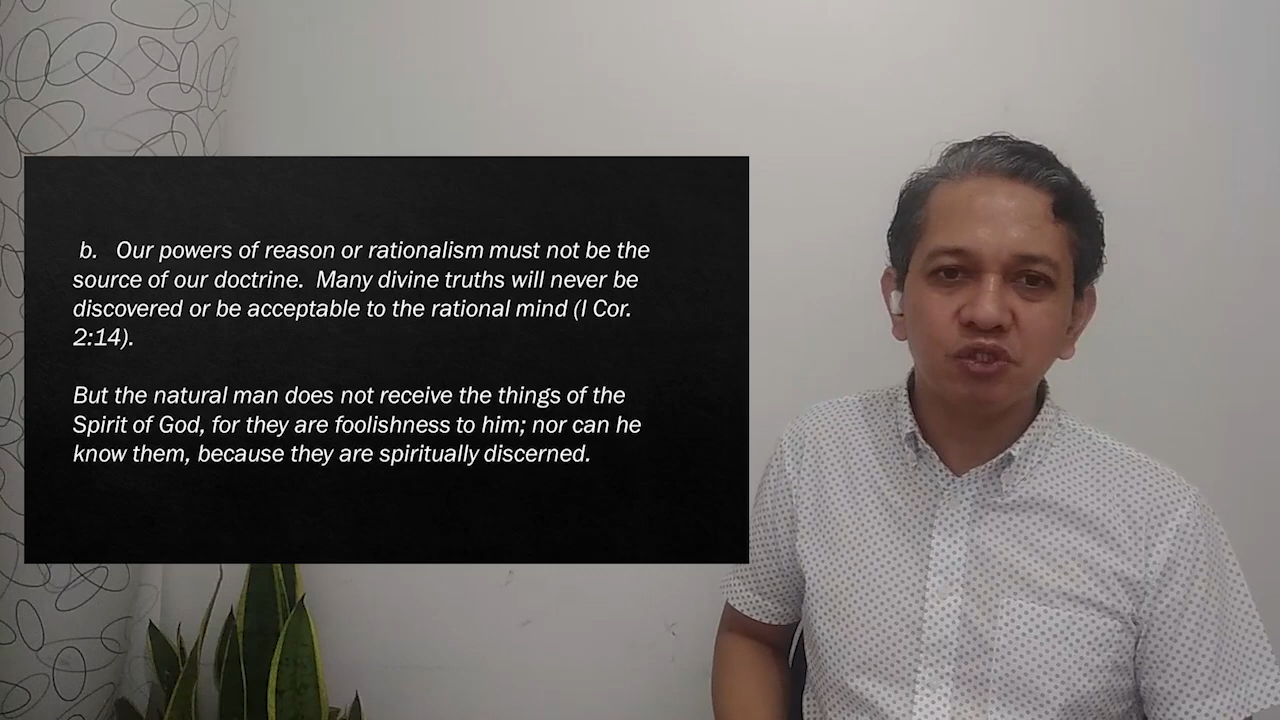 b. Our powers of reason or rationalism must not be the
source of our doctrine. Many divine truths will never be
discovered or be acceptable to the rational mind (I Cor.
2:14).
But the natural man does not receive the things of the
Spirit of God, for they are foolishness to him; nor can he
know them, because they are spiritually discerned.